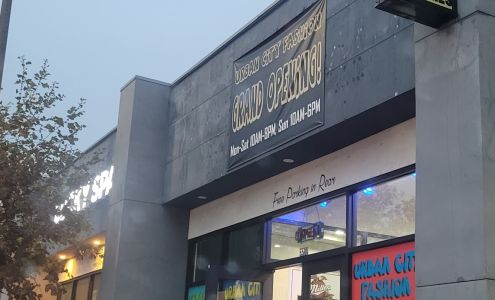 URBAN CITY FASHION
GRAND OPENING!
Mon-Sat 10AM-8PM, Sun 10AM-6PM
SPA
Free Parking in Rear
URBAN CITY
FASHION